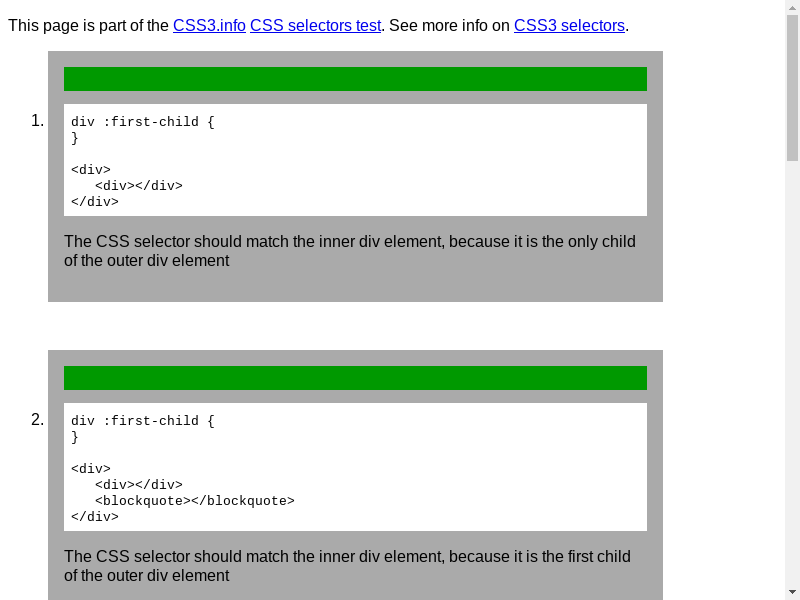 This page is part of the CSS3.info CSS selectors test. See more info on CSS3 selectors.
1.
div :first-child {
}
<div>
   <div></div>
</div>
The CSS selector should match the inner div element, because it is the only child
of the outer div element
2.
div :first-child {
}
<div>
   <div></div>
   <blockquote></blockquote>
</div>
The CSS selector should match the inner div element, because it is the first child
of the outer div element